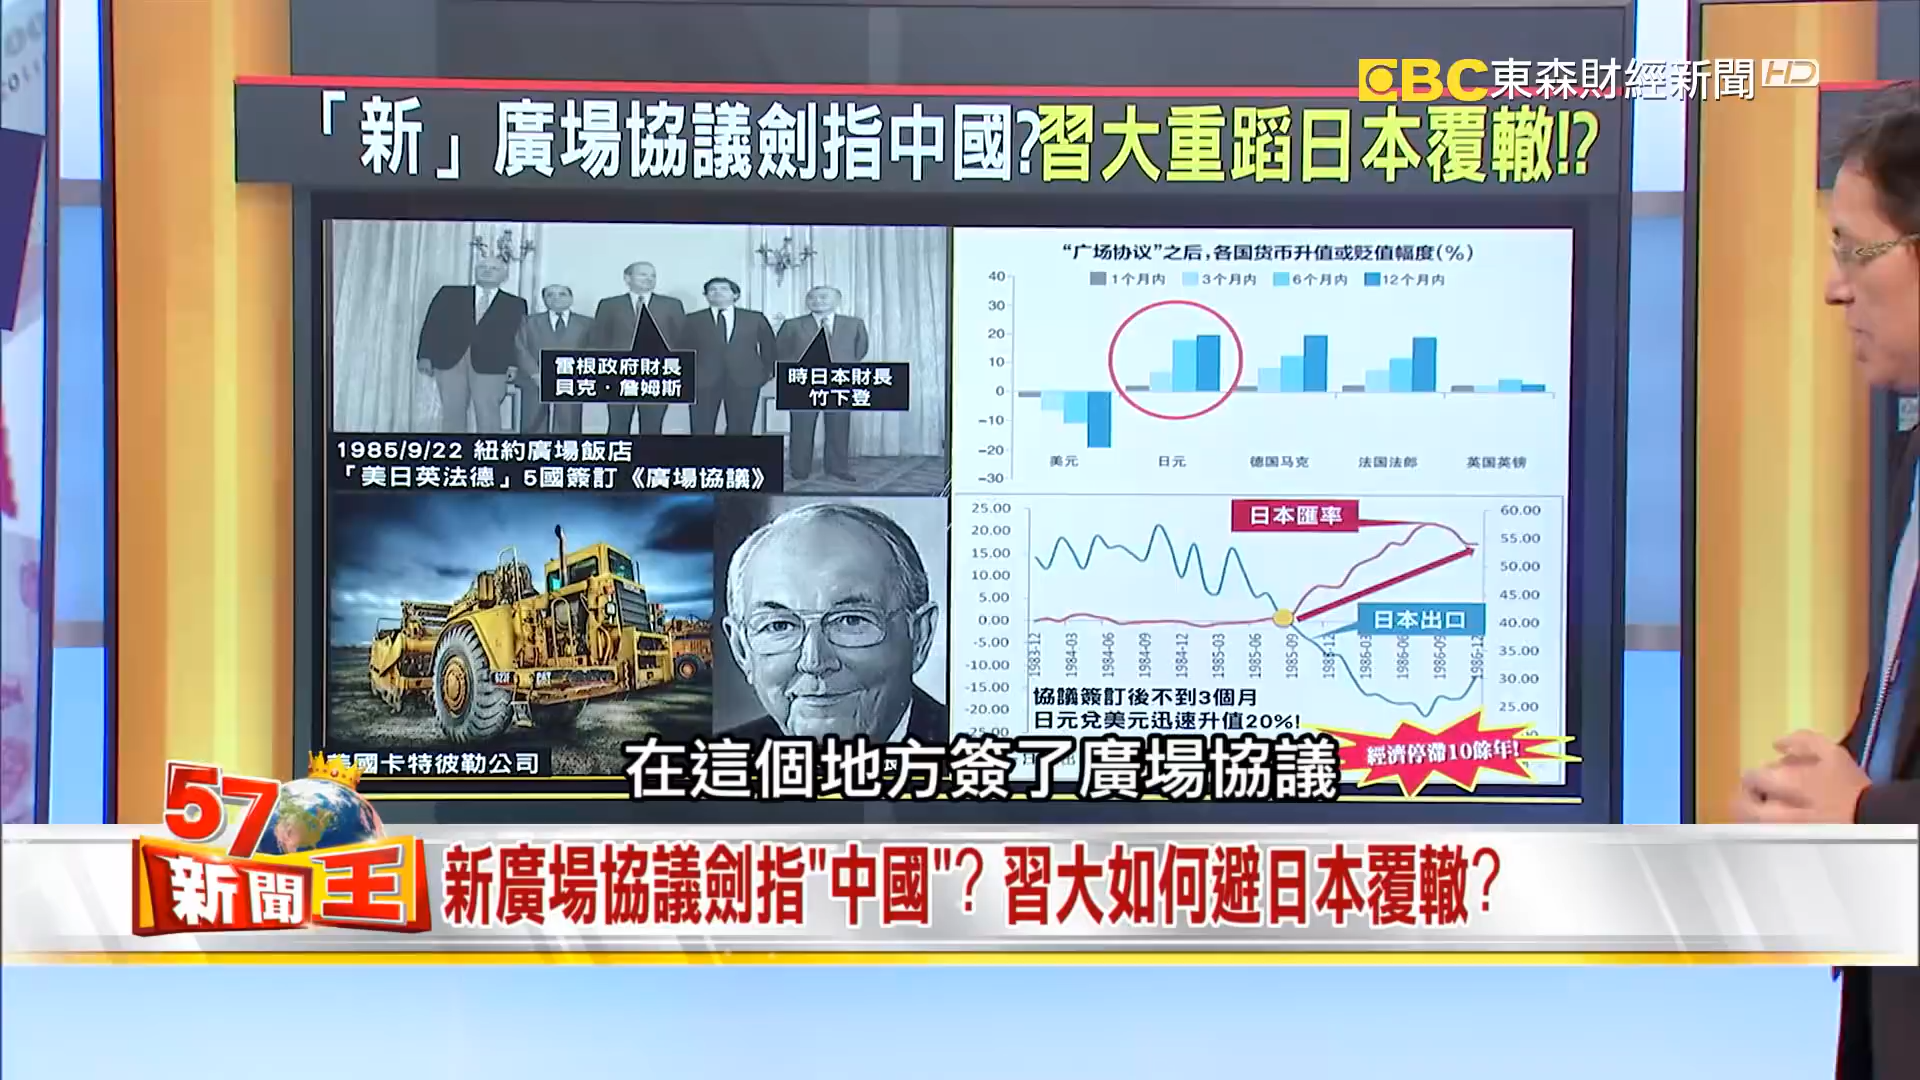 EBC東森財經新聞HD
「新」廣場協議劍指中國?習大重蹈日本覆轍!?
雷根政府財長
貝克·詹姆斯
時日本財長
竹下登
1985/9/22 紐約廣場飯店
「美日英法德」5國簽訂《廣場協議》
國卡特彼勒公司
CAT
“广场协议”之后,各国货币升值或贬值幅度(%)
1个月内 3个月内 6个月内 12个月内
40
30
20
10
0
-10
-20
-30
美元 日元 德国马克 法国法郎 英国英镑
25.00
20.00
15.00
10.00
5.00
0.00
-5.00
-10.00
-15.00
-20.00
60.00
55.00
50.00
45.00
40.00
35.00
30.00
25.00
日本匯率
日本出口
1983-12 1984-03 1984-06 1984-09 1984-12 1985-03 1985-06 1985-09 1985-12 1986-03 1986-06 1986-09 1986-12
協議簽訂後不到3個月
日元兌美元迅速升值20%!
經濟停滯10餘年!
在這個地方簽了廣場協議
57
新聞王
新廣場協議劍指"中國"? 習大如何避日本覆轍?